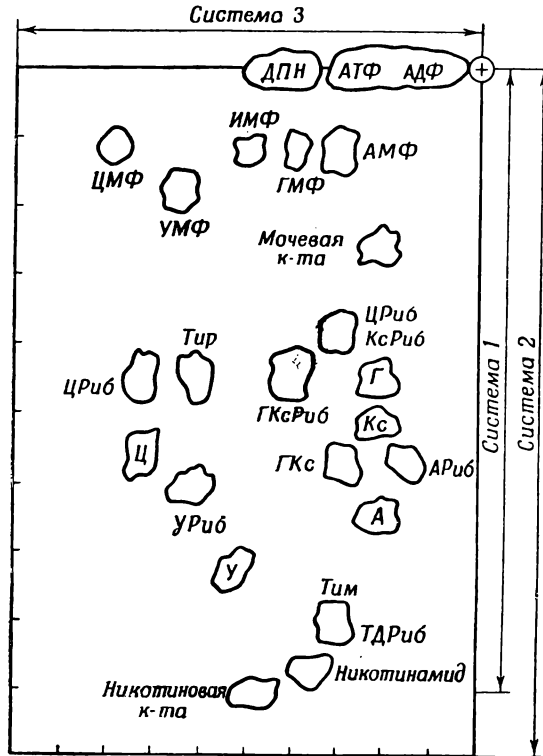 Система 3
ДПН
АТФ АДФ
+
ИМФ
ЦМФ
УМФ
ГМФ
АМФ
Мочевая
к-та
ЦРиб
КсРиб
Тир
ЦРиб
ГКсРиб
Г
Кс
Ц
ГКс
АРиб
УРиб
А
У
Тим
ТДРиб
Никотинамид
Никотиновая
к-та
Система 1
Система 2